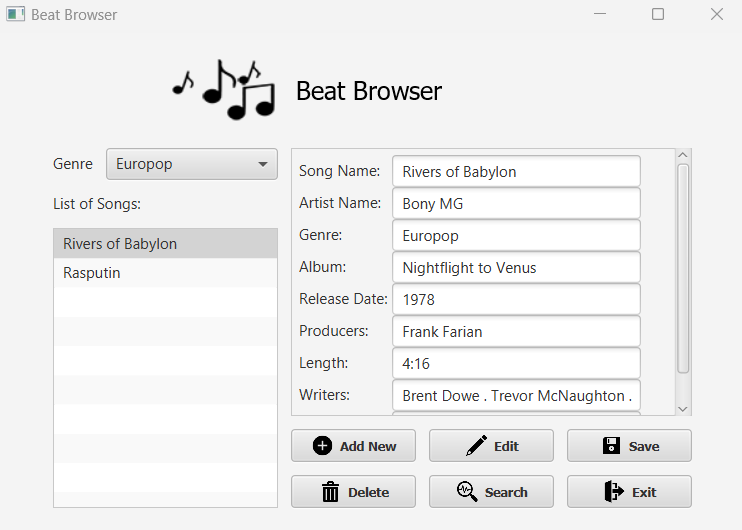 Beat Browser
Beat Browser
Genre Europop
List of Songs:
Rivers of Babylon
Rasputin
Song Name: Rivers of Babylon
Artist Name: Bony MG
Genre: Europop
Album: Nightflight to Venus
Release Date: 1978
Producers: Frank Farian
Length: 4:16
Writers: Brent Dowe . Trevor McNaughton .
Add New Edit Save
Delete Search Exit